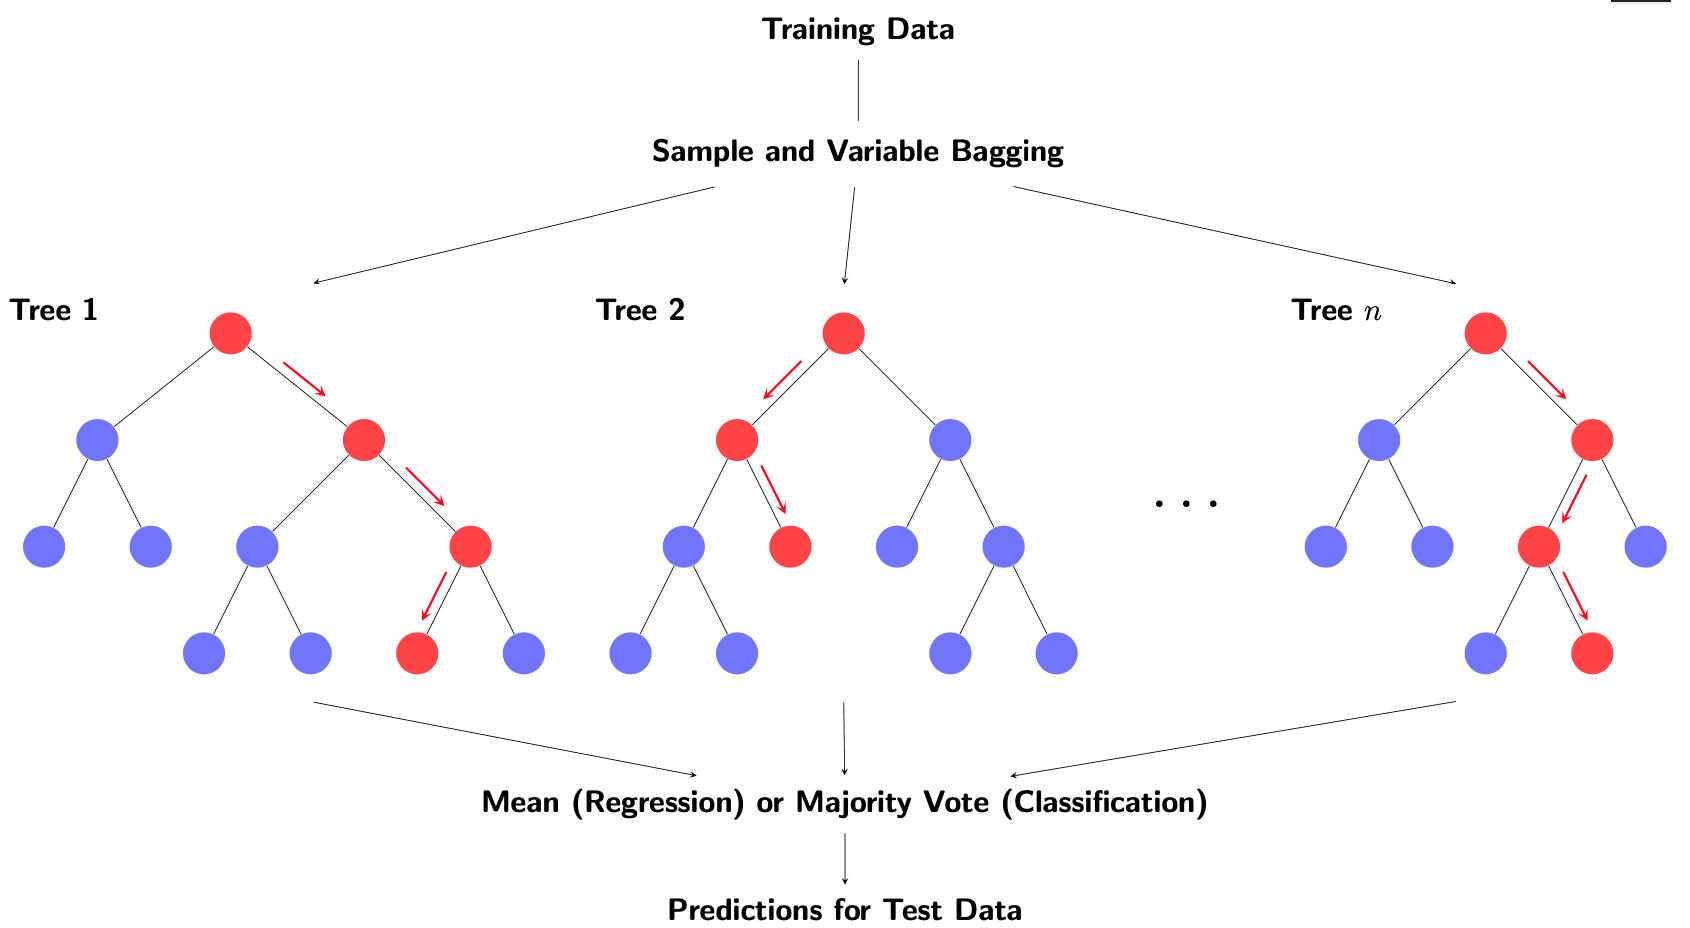 Training Data
Sample and Variable Bagging
Tree 1
Tree 2
Tree n
. . .
Mean (Regression) or Majority Vote (Classification)
Predictions for Test Data